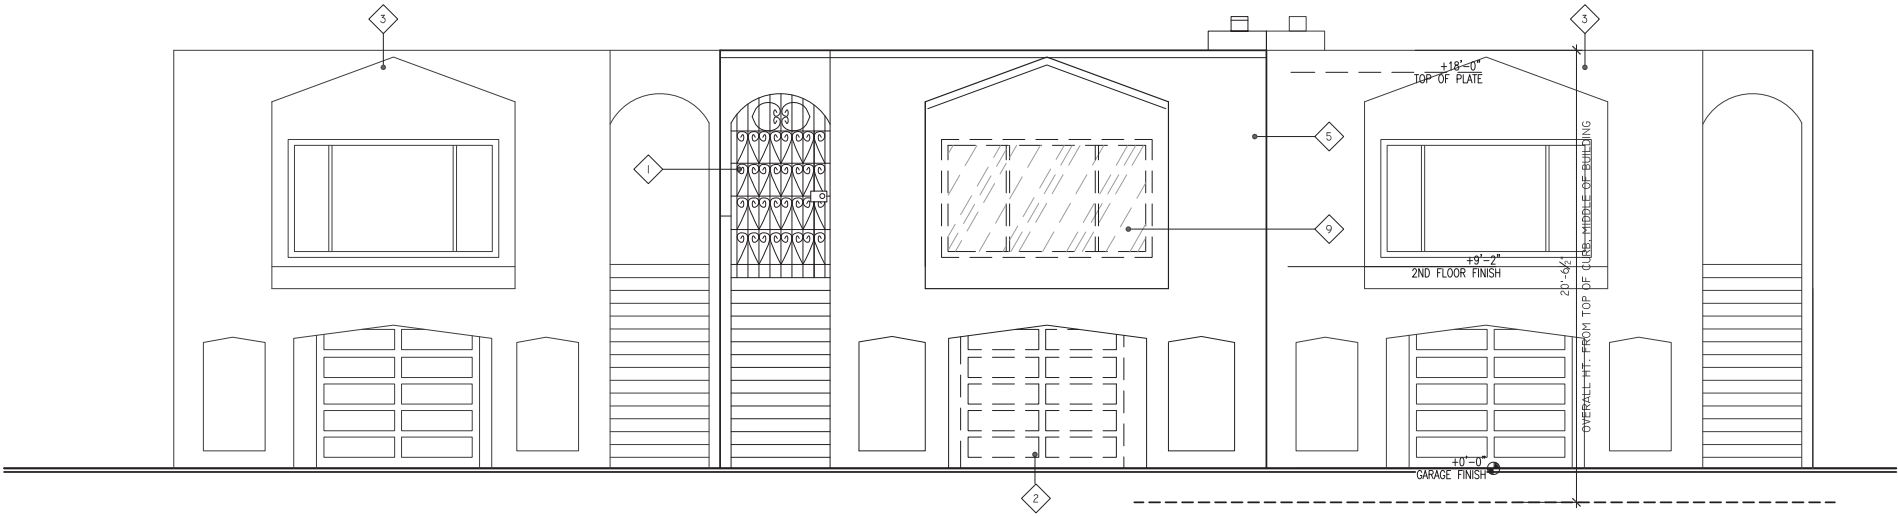 3
3
+18'-0"
TOP OF PLATE
5
1
9
+9'-2"
2ND FLOOR FINISH
20'-6½"
OVERALL HT. FROM TOP OF CURB, MIDDLE OF BUILDING
+0'-0"
GARAGE FINISH
2